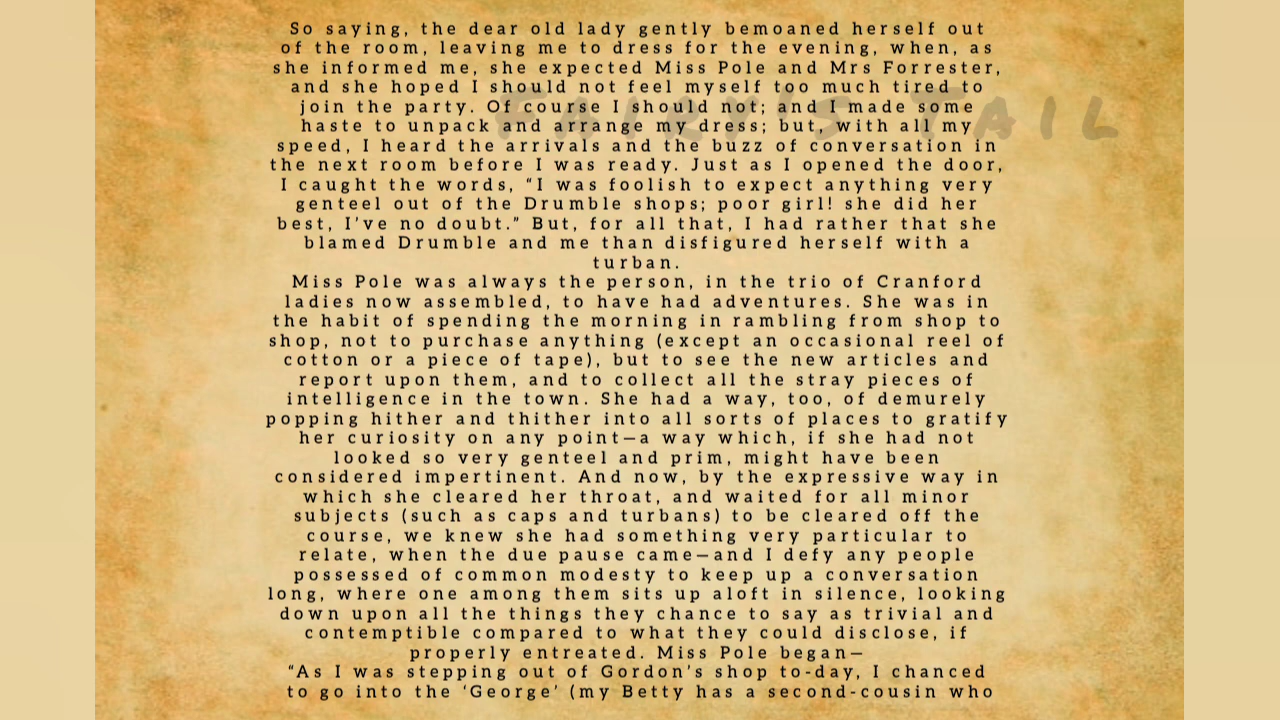 So saying, the dear old lady gently bemoaned herself out
of the room, leaving me to dress for the evening, when, as
she informed me, she expected Miss Pole and Mrs Forrester,
and she hoped I should not feel myself too much tired to
join the party. Of course I should not; and I made some
haste to unpack and arrange my dress; but, with all my
speed, I heard the arrivals and the buzz of conversation in
the next room before I was ready. Just as I opened the door,
I caught the words, “I was foolish to expect anything very
genteel out of the Drumble shops; poor girl! she did her
best, I’ve no doubt.” But, for all that, I had rather that she
blamed Drumble and me than disfigured herself with a
turban.
Miss Pole was always the person, in the trio of Cranford
ladies now assembled, to have had adventures. She was in
the habit of spending the morning in rambling from shop to
shop, not to purchase anything (except an occasional reel of
cotton or a piece of tape), but to see the new articles and
report upon them, and to collect all the stray pieces of
intelligence in the town. She had a way, too, of demurely
popping hither and thither into all sorts of places to gratify
her curiosity on any point—a way which, if she had not
looked so very genteel and prim, might have been
considered impertinent. And now, by the expressive way in
which she cleared her throat, and waited for all minor
subjects (such as caps and turbans) to be cleared off the
course, we knew she had something very particular to
relate, when the due pause came—and I defy any people
possessed of common modesty to keep up a conversation
long, where one among them sits up aloft in silence, looking
down upon all the things they chance to say as trivial and
contemptible compared to what they could disclose, if
properly entreated. Miss Pole began—
“As I was stepping out of Gordon’s shop to-day, I chanced
to go into the ‘George’ (my Betty has a second-cousin who
FAIRY'S TAIL